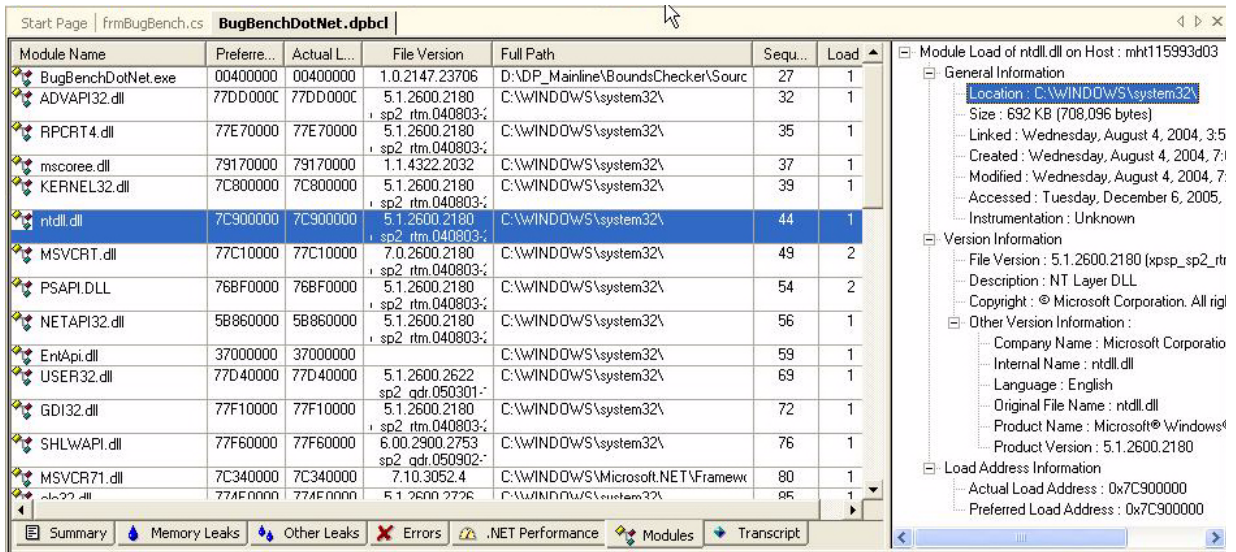 Start Page frmBugBench.cs BugBenchDotNet.dpbcl
Module Name Preferre... Actual L... File Version Full Path Sequ... Load
BugBenchDotNet.exe 00400000 00400000 1.0.2147.23706 D:\DP_Mainline\BoundsChecker\Sourc 27 1
ADVAPI32.dll 77DD000C 77DD000C 5.1.2600.2180 C:\WINDOWS\system32\ 32 1
sp2_rtm.040803-2
RPCRT4.dll 77E70000 77E70000 5.1.2600.2180 C:\WINDOWS\system32\ 35 1
sp2_rtm.040803-2
mscoree.dll 79170000 79170000 1.1.4322.2032 C:\WINDOWS\system32\ 37 1
KERNEL32.dll 7C800000 7C800000 5.1.2600.2180 C:\WINDOWS\system32\ 39 1
sp2_rtm.040803-2
ntdll.dll 7C900000 7C900000 5.1.2600.2180 C:\WINDOWS\system32\ 44 1
sp2_rtm.040803-2
MSVCRT.dll 77C10000 77C10000 7.0.2600.2180 C:\WINDOWS\system32\ 49 2
sp2_rtm.040803-2
PSAPI.DLL 76BF0000 76BF0000 5.1.2600.2180 C:\WINDOWS\system32\ 54 2
sp2_rtm.040803-2
NETAPI32.dll 5B860000 5B860000 5.1.2600.2180 C:\WINDOWS\system32\ 56 1
sp2_rtm.040803-2
EntApi.dll 37000000 37000000 C:\WINDOWS\system32\ 59 1
USER32.dll 77D40000 77D40000 5.1.2600.2622 C:\WINDOWS\system32\ 69 1
sp2_gdr.050301-
GDI32.dll 77F10000 77F10000 5.1.2600.2180 C:\WINDOWS\system32\ 72 1
sp2_rtm.040803-2
SHLWAPI.dll 77F60000 77F60000 6.00.2900.2753 C:\WINDOWS\system32\ 76 1
sp2_gdr.050902-
MSVCR71.dll 7C340000 7C340000 7.10.3052.4 C:\WINDOWS\Microsoft.NET\Framewo 80 1
ole32.dll 774E0000 774E0000 5.1.2600.2726 C:\WINDOWS\system32\ 85 1
Summary Memory Leaks Other Leaks Errors .NET Performance Modules Transcript
Module Load of ntdll.dll on Host : mht115993d03
General Information
Location : C:\WINDOWS\system32\
Size : 692 KB (708,096 bytes)
Linked : Wednesday, August 4, 2004, 3:5
Created : Wednesday, August 4, 2004, 7:
Modified : Wednesday, August 4, 2004, 7:
Accessed : Tuesday, December 6, 2005,
Instrumentation : Unknown
Version Information
File Version : 5.1.2600.2180 (xpsp_sp2_rtr
Description : NT Layer DLL
Copyright : © Microsoft Corporation. All rig
Other Version Information :
Company Name : Microsoft Corporatio
Internal Name : ntdll.dll
Language : English
Original File Name : ntdll.dll
Product Name : Microsoft® Windows®
Product Version : 5.1.2600.2180
Load Address Information
Actual Load Address : 0x7C900000
Preferred Load Address : 0x7C900000